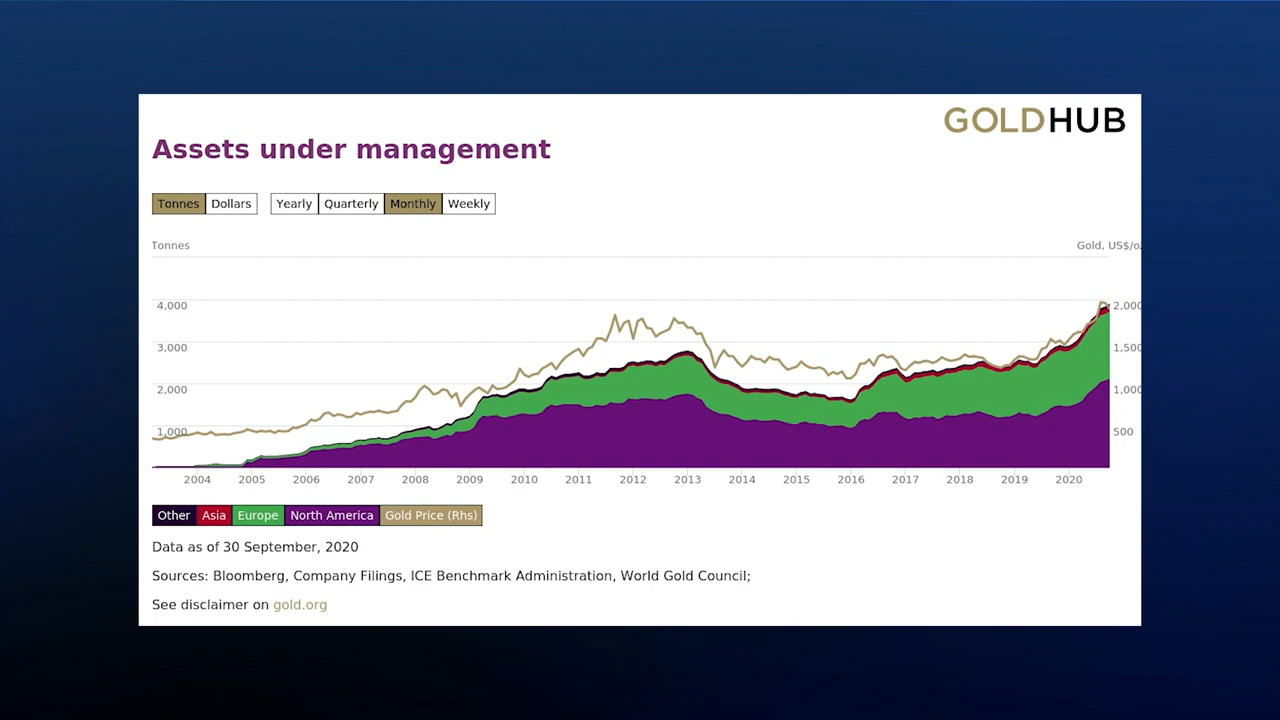 GOLDHUB
Assets under management
Tonnes Dollars Yearly Quarterly Monthly Weekly
Tonnes Gold, US$/o
4,000 2,000
3,000 1,500
2,000 1,000
1,000 500
2004 2005 2006 2007 2008 2009 2010 2011 2012 2013 2014 2015 2016 2017 2018 2019 2020
Other Asia Europe North America Gold Price (Rhs)
Data as of 30 September, 2020
Sources: Bloomberg, Company Filings, ICE Benchmark Administration, World Gold Council;
See disclaimer on gold.org